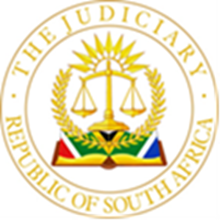 THE JUDICIARY
REPUBLIC OF SOUTH AFRICA